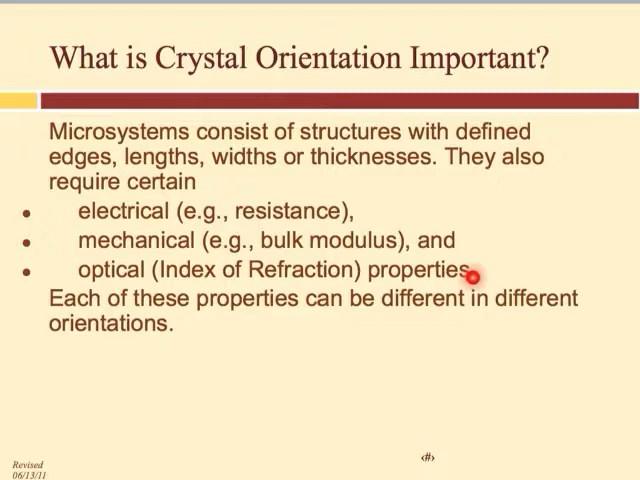 What is Crystal Orientation Important?
Microsystems consist of structures with defined
edges, lengths, widths or thicknesses. They also
require certain
• electrical (e.g., resistance),
• mechanical (e.g., bulk modulus), and
• optical (Index of Refraction) properties
Each of these properties can be different in different
orientations.
‹#›
Revised
06/13/11